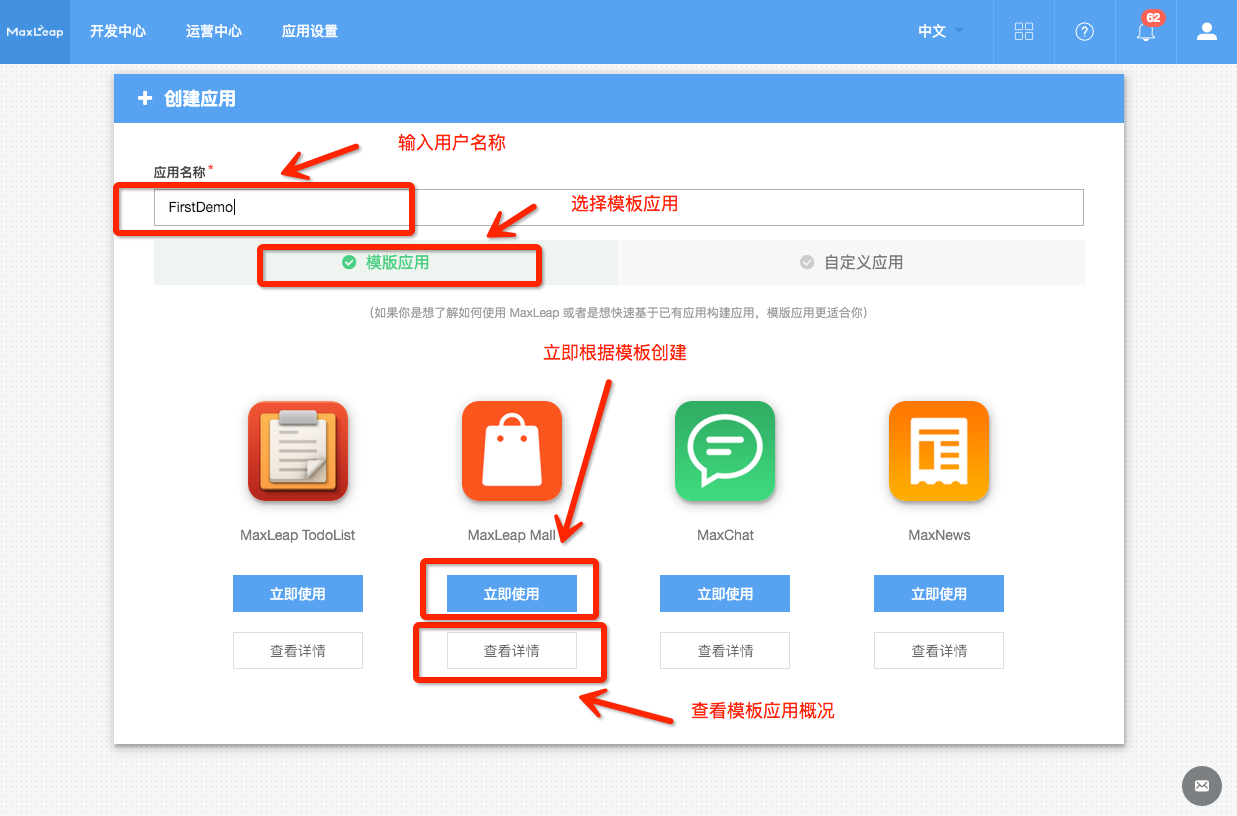 MaxLeap 开发中心 运营中心 应用设置 中文 62
创建应用
输入用户名称
应用名称*
FirstDemo
选择模板应用
模版应用 自定义应用
(如果你是想了解如何使用 MaxLeap 或者是想快速基于已有应用构建应用，模版应用更适合你)
立即根据模板创建
MaxLeap TodoList MaxLeap Mall MaxChat MaxNews
立即使用 立即使用 立即使用 立即使用
查看详情 查看详情 查看详情 查看详情
查看模板应用概况